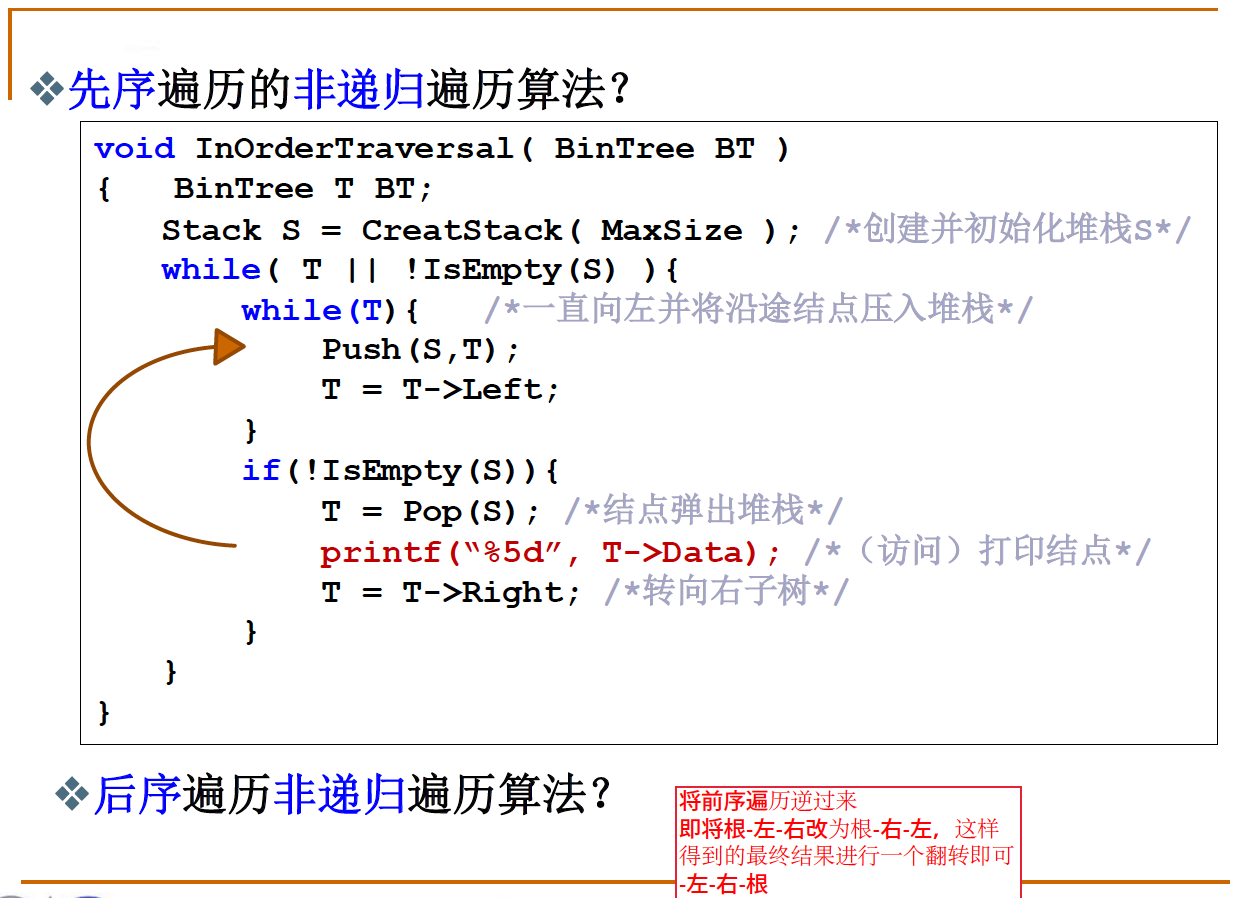 先序遍历的非递归遍历算法?
void InOrderTraversal( BinTree BT )
{ BinTree T BT;
Stack S = CreatStack( MaxSize ); /*创建并初始化堆栈S*/
while( T || !IsEmpty(S) ){
while(T){ /*一直向左并将沿途结点压入堆栈*/
Push(S,T);
T = T->Left;
}
if(!IsEmpty(S)){
T = Pop(S); /*结点弹出堆栈*/
printf(“%5d”, T->Data); /*（访问）打印结点*/
T = T->Right; /*转向右子树*/
}
}
}
后序遍历非递归遍历算法?
将前序遍历逆过来
即将根-左-右改为根-右-左，这样
得到的最终结果进行一个翻转即可
-左-右-根